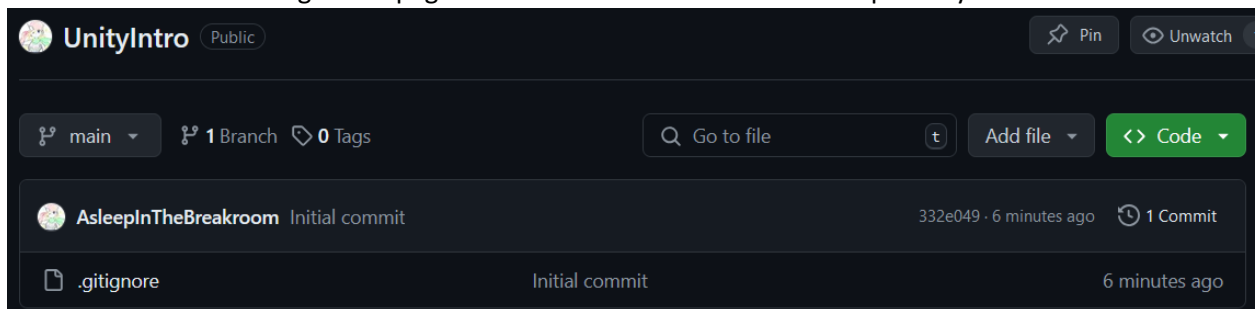 UnityIntro Public Pin Unwatch
main 1 Branch 0 Tags Go to file t Add file <> Code
AsleepInTheBreakroom Initial commit 332e049 · 6 minutes ago 1 Commit
.gitignore Initial commit 6 minutes ago